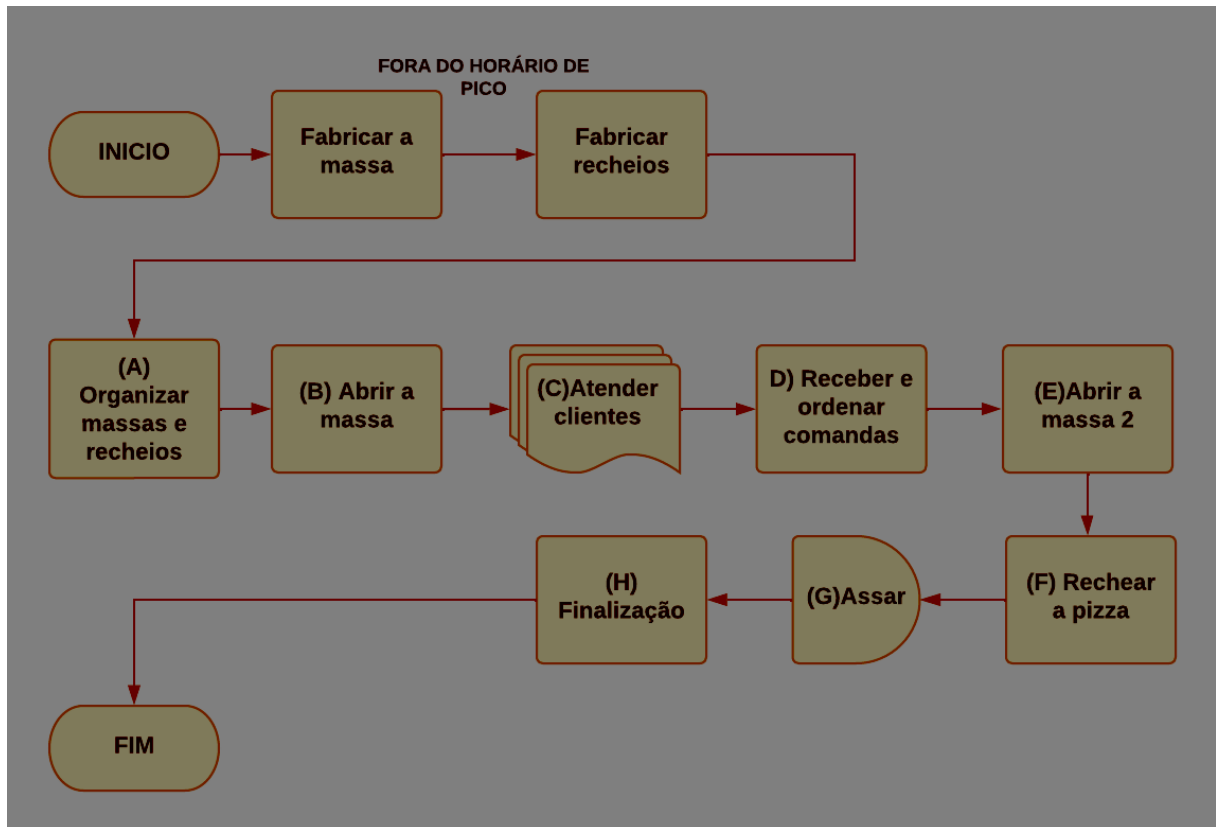 FORA DO HORÁRIO DE
PICO
INICIO
Fabricar a
massa
Fabricar
recheios
(A)
Organizar
massas e
recheios
(B) Abrir a
massa
(C)Atender
clientes
D) Receber e
ordenar
comandas
(E)Abrir a
massa 2
(F) Rechear
a pizza
(G)Assar
(H)
Finalização
FIM